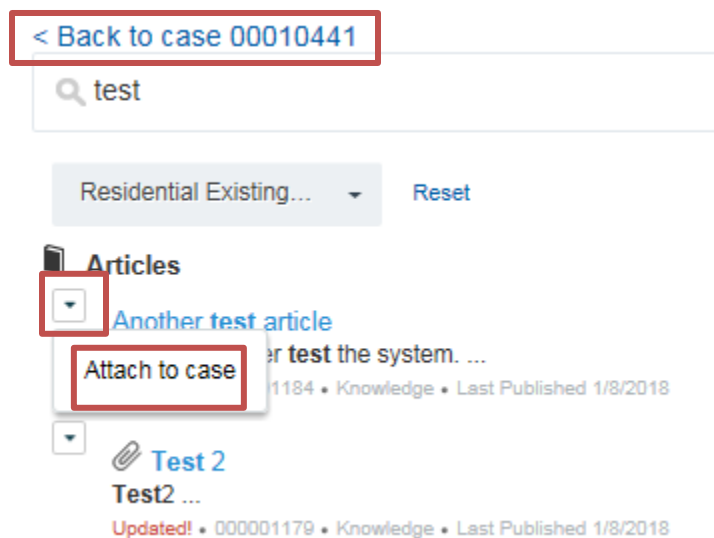 < Back to case 00010441
test
Residential Existing... Reset
Articles
Another test article
Attach to case
test the system. ...
1184 • Knowledge • Last Published 1/8/2018
Test 2
Test2 ...
Updated! • 000001179 • Knowledge • Last Published 1/8/2018